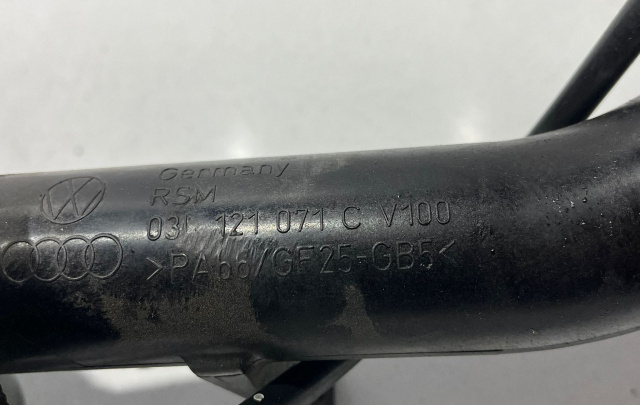 Germany
RSM
03L 121 071 C V100
>PA66/GF25-GB5<